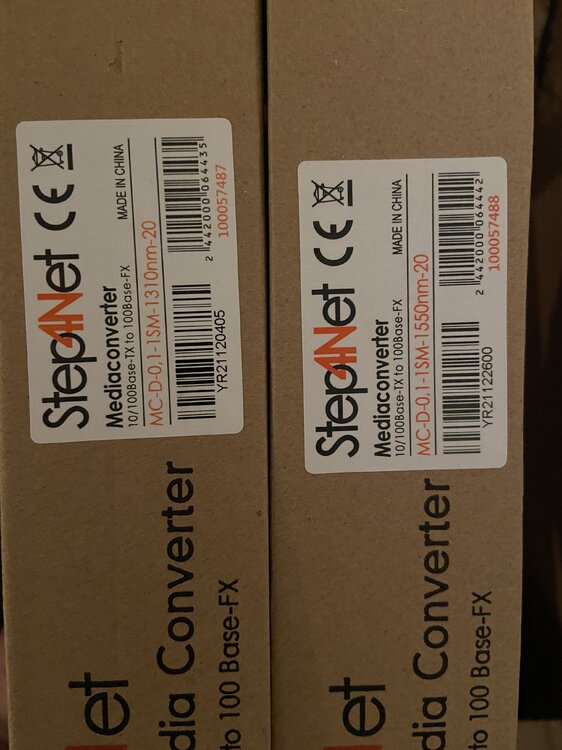 Step4Net CE
Mediaconverter
10/100Base-TX to 100Base-FX MADE IN CHINA
MC-D-0,1-1SM-1310nm-20
YR21120405
2 442000 064435
100057487
et
dia Converter
to 100 Base-FX
Step4Net CE
Mediaconverter
10/100Base-TX to 100Base-FX MADE IN CHINA
MC-D-0,1-1SM-1550nm-20
YR21122600
2 442000 064442
100057488
et
dia Converter
to 100 Base-FX